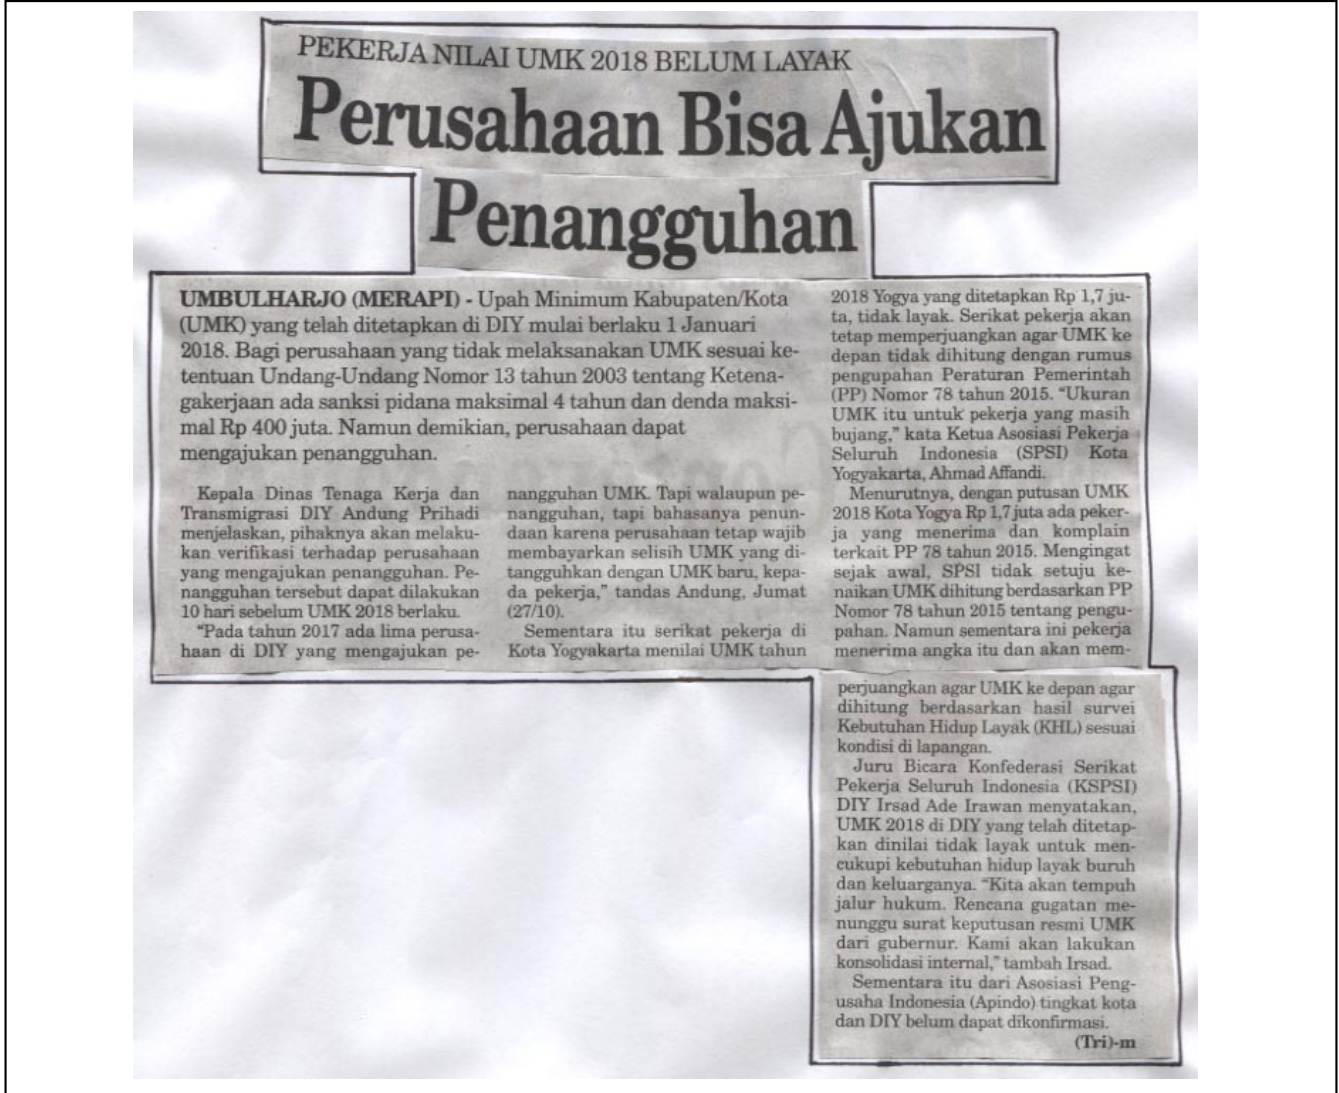 PEKERJA NILAI UMK 2018 BELUM LAYAK
Perusahaan Bisa Ajukan
Penangguhan
UMBULHARJO (MERAPI) - Upah Minimum Kabupaten/Kota
(UMK) yang telah ditetapkan di DIY mulai berlaku 1 Januari
2018. Bagi perusahaan yang tidak melaksanakan UMK sesuai ke-
tentuan Undang-Undang Nomor 13 tahun 2003 tentang Ketena-
gakerjaan ada sanksi pidana maksimal 4 tahun dan denda maksi-
mal Rp 400 juta. Namun demikian, perusahaan dapat
mengajukan penangguhan.
Kepala Dinas Tenaga Kerja dan
Transmigrasi DIY Andung Prihadi
menjelaskan, pihaknya akan melaku-
kan verifikasi terhadap perusahaan
yang mengajukan penangguhan. Pe-
nangguhan tersebut dapat dilakukan
10 hari sebelum UMK 2018 berlaku.
"Pada tahun 2017 ada lima perusa-
haan di DIY yang mengajukan pe-
nangguhan UMK. Tapi walaupun pe-
nangguhan, tapi bahasanya penun-
daan karena perusahaan tetap wajib
membayarkan selisih UMK yang di-
tangguhkan dengan UMK baru, kepa-
da pekerja," tandas Andung, Jumat
(27/10).
Sementara itu serikat pekerja di
Kota Yogyakarta menilai UMK tahun
2018 Yogya yang ditetapkan Rp 1,7 ju-
ta, tidak layak. Serikat pekerja akan
tetap memperjuangkan agar UMK ke
depan tidak dihitung dengan rumus
pengupahan Peraturan Pemerintah
(PP) Nomor 78 tahun 2015. "Ukuran
UMK itu untuk pekerja yang masih
bujang," kata Ketua Asosiasi Pekerja
Seluruh Indonesia (SPSI) Kota
Yogyakarta, Ahmad Affandi.
Menurutnya, dengan putusan UMK
2018 Kota Yogya Rp 1,7 juta ada peker-
ja yang menerima dan komplain
terkait PP 78 tahun 2015. Mengingat
sejak awal, SPSI tidak setuju ke-
naikan UMK dihitung berdasarkan PP
Nomor 78 tahun 2015 tentang pengu-
pahan. Namun sementara ini pekerja
menerima angka itu dan akan mem-
perjuangkan agar UMK ke depan agar
dihitung berdasarkan hasil survei
Kebutuhan Hidup Layak (KHL) sesuai
kondisi di lapangan.
Juru Bicara Konfederasi Serikat
Pekerja Seluruh Indonesia (KSPSI)
DIY Irsad Ade Irawan menyatakan,
UMK 2018 di DIY yang telah ditetap-
kan dinilai tidak layak untuk men-
cukupi kebutuhan hidup layak buruh
dan keluarganya. "Kita akan tempuh
jalur hukum. Rencana gugatan me-
nunggu surat keputusan resmi UMK
dari gubernur. Kami akan lakukan
konsolidasi internal," tambah Irsad.
Sementara itu dari Asosiasi Peng-
usaha Indonesia (Apindo) tingkat kota
dan DIY belum dapat dikonfirmasi.
(Tri)-m